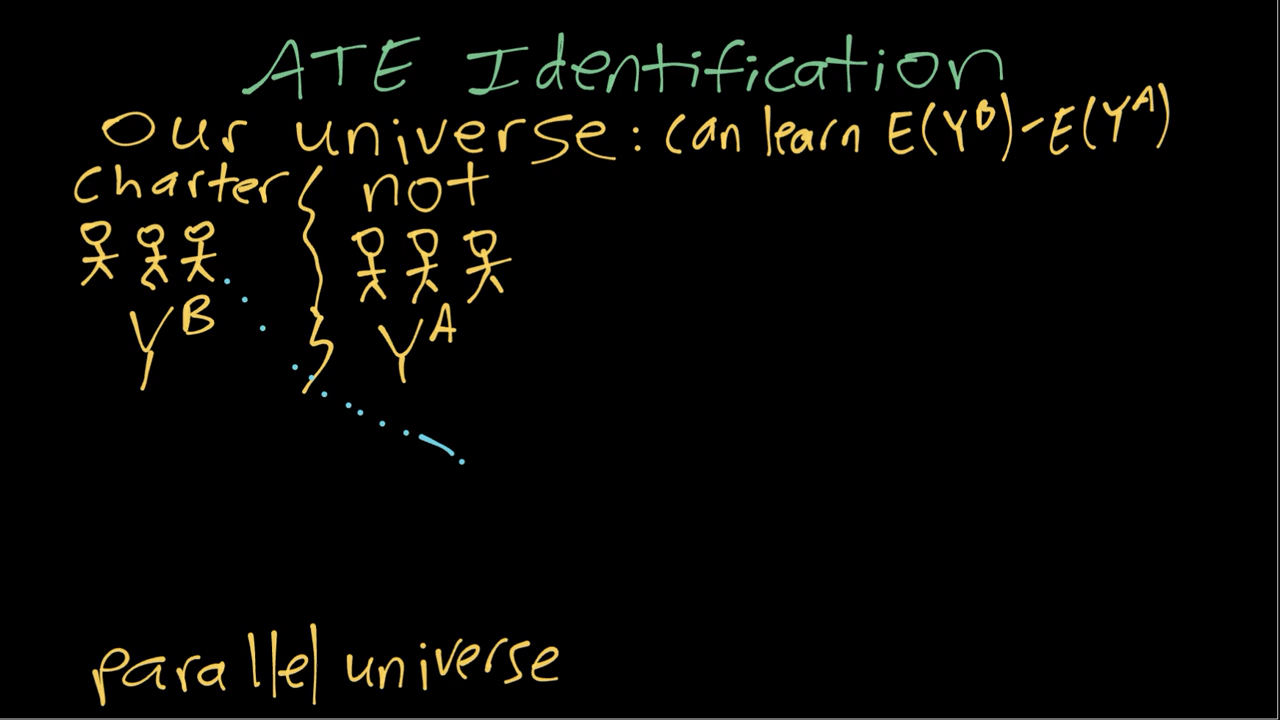 ATE Identification
Our universe: can learn E(Y^B)-E(Y^A)
charter { not
Y^B } Y^A
parallel universe